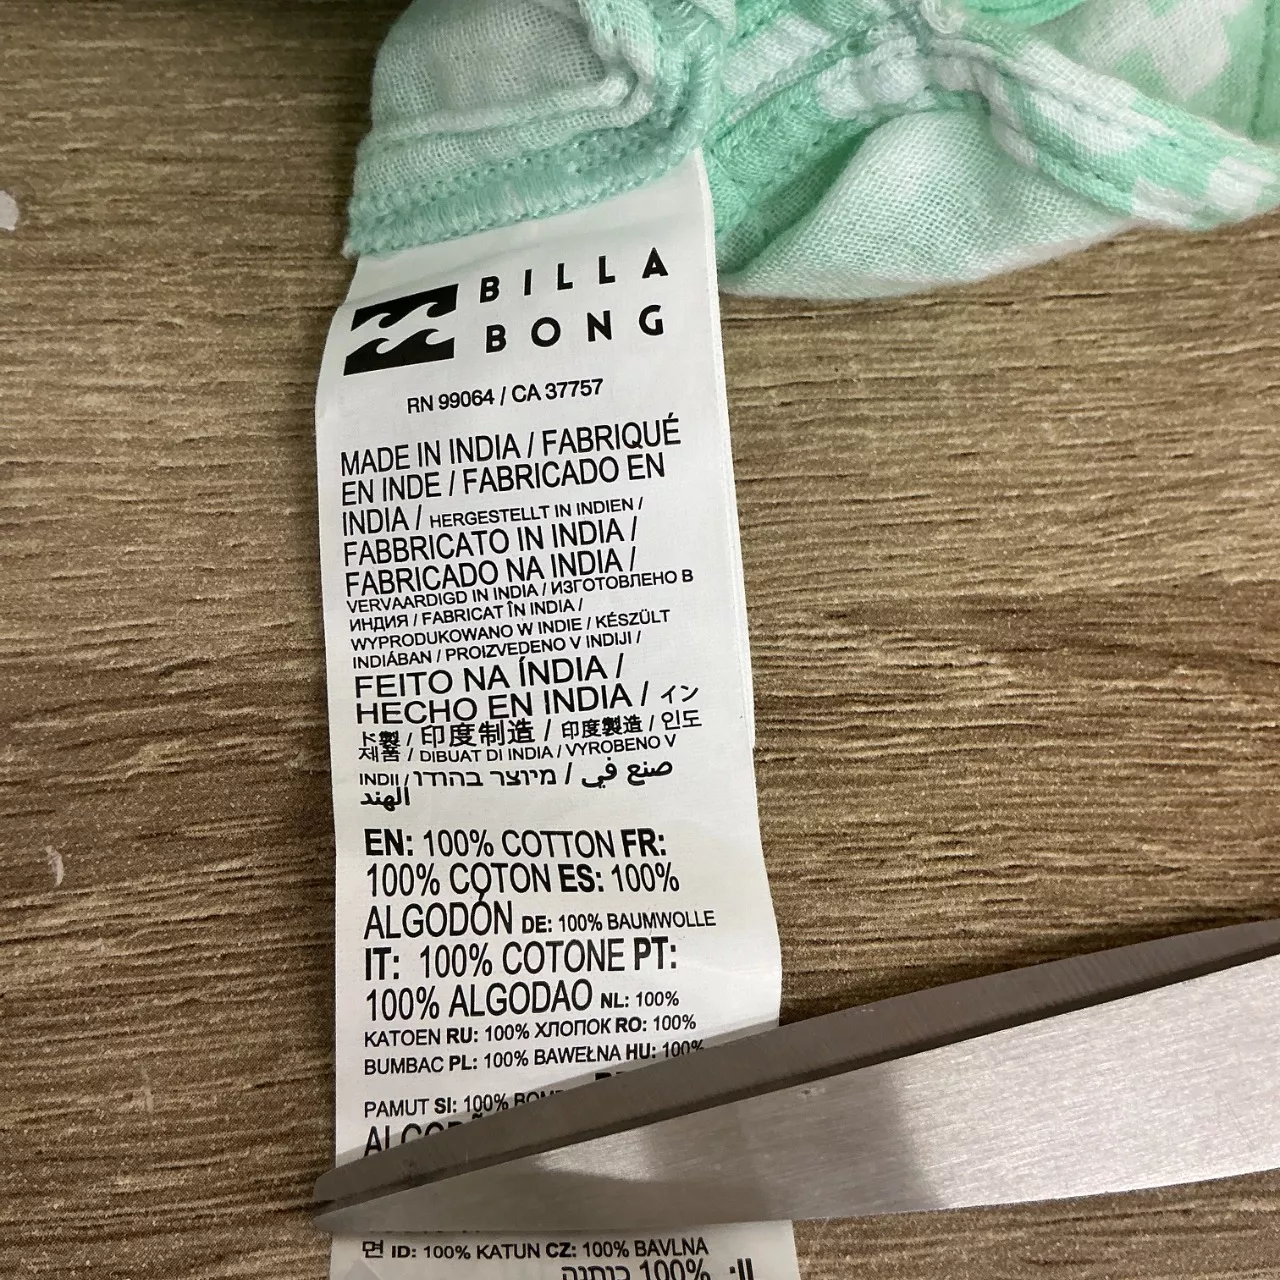 BILLA
BONG
RN 99064 / CA 37757
MADE IN INDIA / FABRIQUÉ
EN INDE / FABRICADO EN
INDIA / HERGESTELLT IN INDIEN /
FABBRICATO IN INDIA /
FABRICADO NA INDIA /
VERVAARDIGD IN INDIA / ИЗГОТОВЛЕНО В
ИНДИЯ / FABRICAT ÎN INDIA /
WYPRODUKOWANO W INDIE / KÉSZÜLT
INDIÁBAN / PROIZVEDENO V INDIJI /
FEITO NA ÍNDIA /
HECHO EN INDIA / イン
ド製 / 印度制造 / 印度製造 / 인도
제품 / DIBUAT DI INDIA / VYROBENO V
INDII / מיוצר בהודו / صنع في
الهند
EN: 100% COTTON FR:
100% COTON ES: 100%
ALGODÓN DE: 100% BAUMWOLLE
IT: 100% COTONE PT:
100% ALGODAO NL: 100%
KATOEN RU: 100% ХЛОПОК RO: 100%
BUMBAC PL: 100% BAWEŁNA HU: 100%
PAMUT SI: 100%
면 ID: 100% KATUN CZ: 100% BAVLNA
100% כותנה